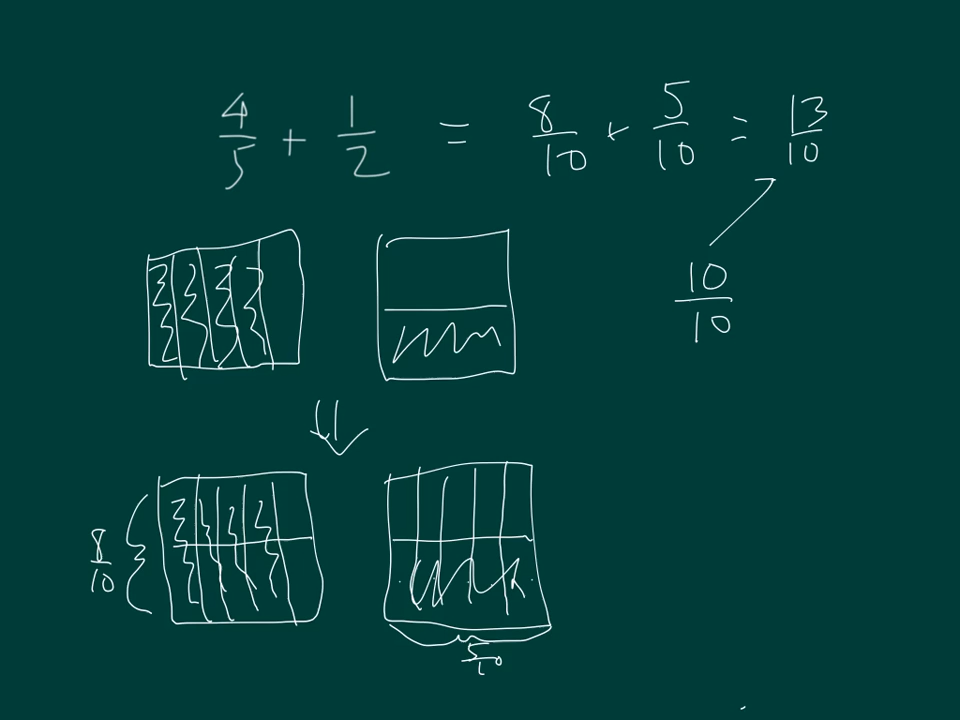 4/5 + 1/2 = 8/10 + 5/10 = 13/10
10/10
8/10
5/10